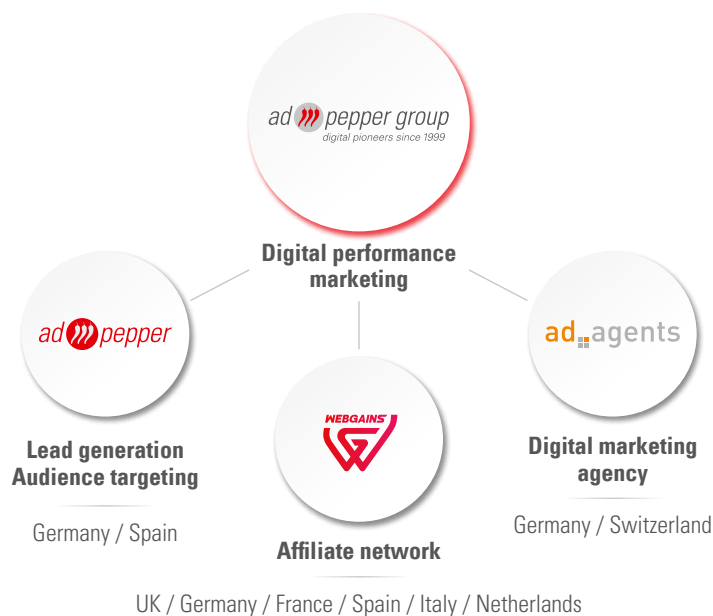 ad pepper group
digital pioneers since 1999
Digital performance
marketing
ad pepper
Lead generation
Audience targeting
Germany / Spain
WEBGAINS
Affiliate network
UK / Germany / France / Spain / Italy / Netherlands
ad agents
Digital marketing
agency
Germany / Switzerland